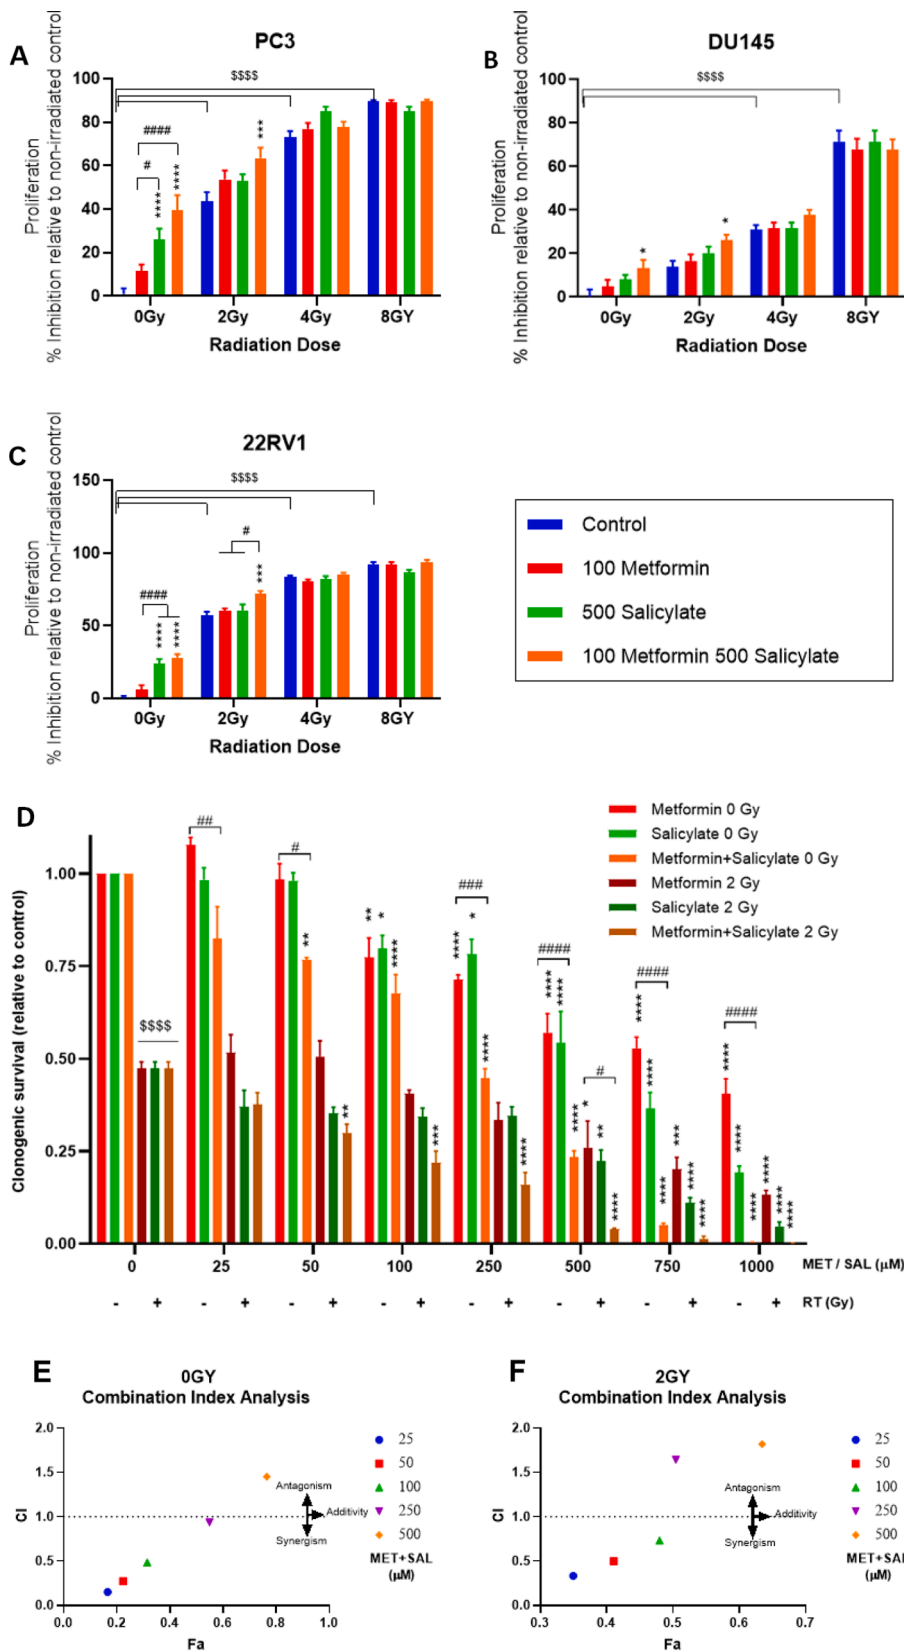 A
PC3
Proliferation
% Inhibition relative to non-irradiated control
100
80
60
40
20
0
$$$$
####
#
****
****
***
0Gy 2Gy 4Gy 8GY
Radiation Dose
B
DU145
Proliferation
% Inhibition relative to non-irradiated control
100
80
60
40
20
0
$$$$
*
*
0Gy 2Gy 4Gy 8GY
Radiation Dose
C
22RV1
Proliferation
% Inhibition relative to non-irradiated control
150
100
50
0
$$$$
#
***
####
****
****
0Gy 2Gy 4Gy 8GY
Radiation Dose
Control
100 Metformin
500 Salicylate
100 Metformin 500 Salicylate
D
Metformin 0 Gy
Salicylate 0 Gy
Metformin+Salicylate 0 Gy
Metformin 2 Gy
Salicylate 2 Gy
Metformin+Salicylate 2 Gy
Clonogenic survival (relative to control)
1.00
0.75
0.50
0.25
0.00
$$$$
##
#
**
**
**
*
****
***
###
****
*
****
****
####
****
****
****
#
*
**
****
####
****
****
****
***
****
****
####
****
****
****
****
****
****
0 25 50 100 250 500 750 1000 MET / SAL (µM)
- + - + - + - + - + - + - + - + RT (Gy)
E
0GY
Combination Index Analysis
2.0
1.5
1.0
0.5
0.0
CI
Antagonism
Additivity
Synergism
0.0 0.2 0.4 0.6 0.8 1.0
Fa
25
50
100
250
500
MET+SAL
(µM)
F
2GY
Combination Index Analysis
2.0
1.5
1.0
0.5
0.0
CI
Antagonism
Additivity
Synergism
0.3 0.4 0.5 0.6 0.7
Fa
25
50
100
250
500
MET+SAL
(µM)